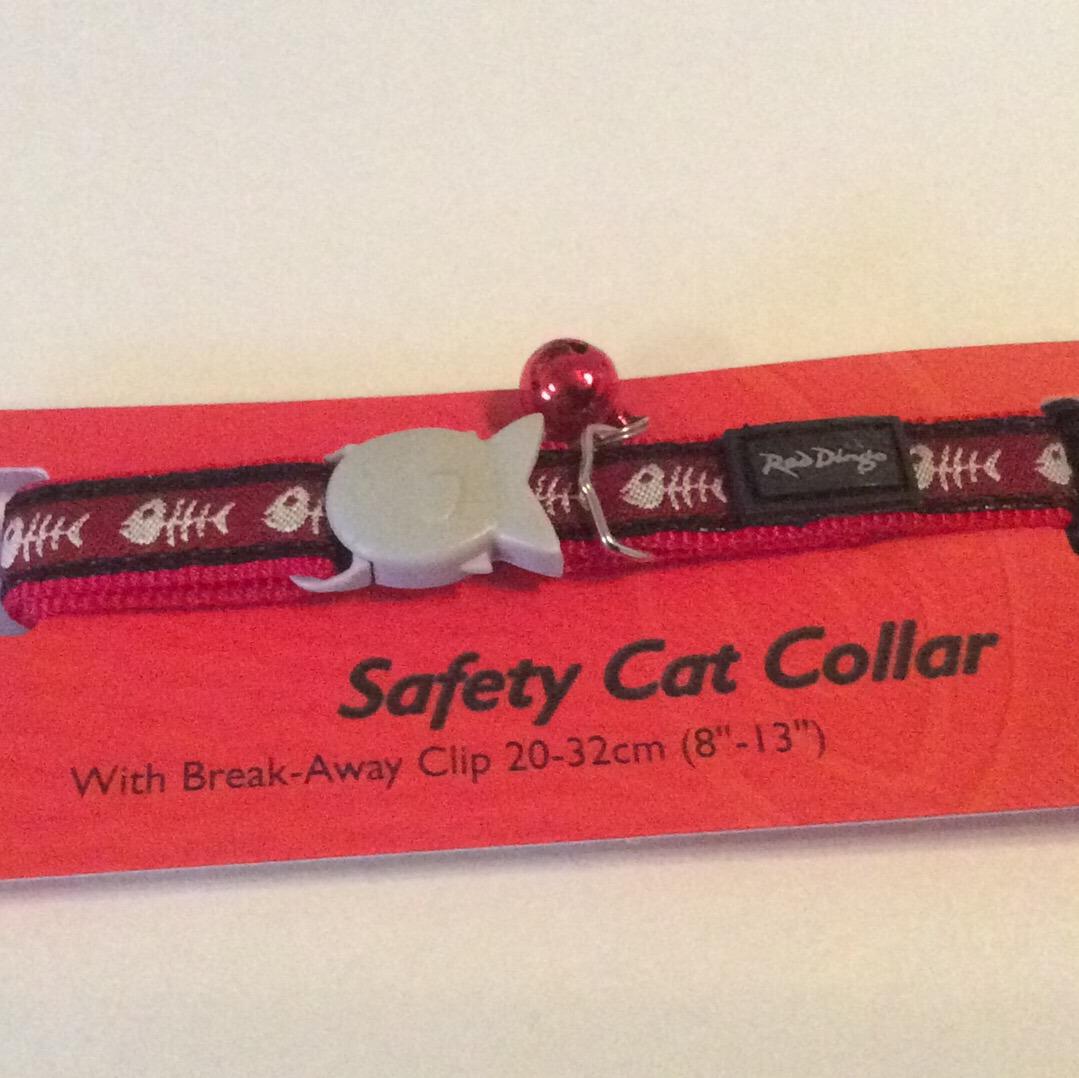 Red Dingo
Safety Cat Collar
With Break-Away Clip 20-32cm (8"-13")